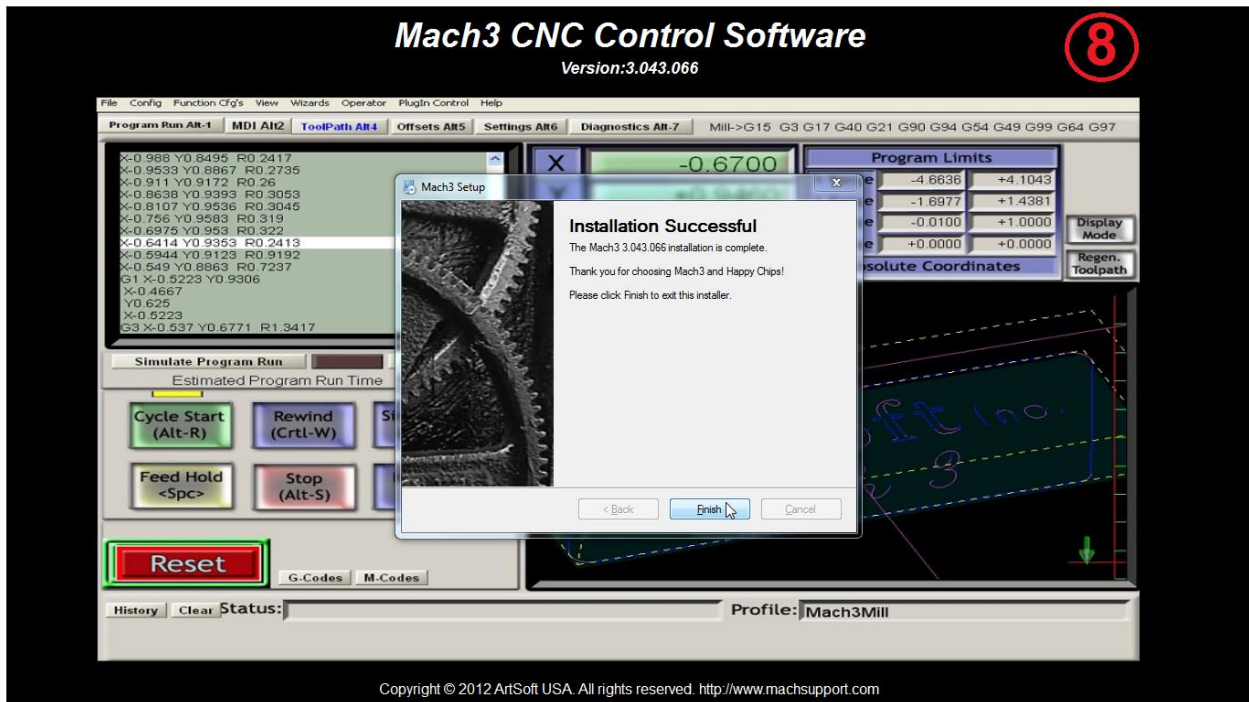 Mach3 CNC Control Software
8
Version:3.043.066
File Config Function Cfg's View Wizards Operator PlugIn Control Help
Program Run Alt-1 MDI Alt2 ToolPath Alt4 Offsets Alt5 Settings Alt6 Diagnostics Alt-7 Mill->G15 G3 G17 G40 G21 G90 G94 G54 G49 G99 G64 G97
X-0.988 Y0.8495 R0.2417
X-0.9533 Y0.8867 R0.2735
X-0.911 Y0.9172 R0.26
X-0.8638 Y0.9393 R0.3053
X-0.8107 Y0.9536 R0.3045
X-0.756 Y0.9583 R0.319
X-0.6975 Y0.953 R0.322
X-0.6414 Y0.9353 R0.2413
X-0.5944 Y0.9123 R0.9192
X-0.549 Y0.8863 R0.7237
G1 X-0.5223 Y0.9306
X-0.4667
Y0.625
X-0.5223
G3 X-0.537 Y0.6771 R1.3417
X -0.6700
Program Limits
-4.6636 +4.1043
-1.6977 +1.4381
-0.0100 +1.0000
+0.0000 +0.0000
Coordinates
Display
Mode
Regen.
Toolpath
Mach3 Setup
Installation Successful
The Mach3 3.043.066 installation is complete.
Thank you for choosing Mach3 and Happy Chips!
Please click Finish to exit this installer.
< Back Finish Cancel
Simulate Program Run
Estimated Program Run Time
Cycle Start
(Alt-R)
Rewind
(Crtl-W)
Feed Hold
<Spc>
Stop
(Alt-S)
Inc.
3
Reset
G-Codes M-Codes
History Clear Status: Profile: Mach3Mill
Copyright © 2012 ArtSoft USA. All rights reserved. http://www.machsupport.com